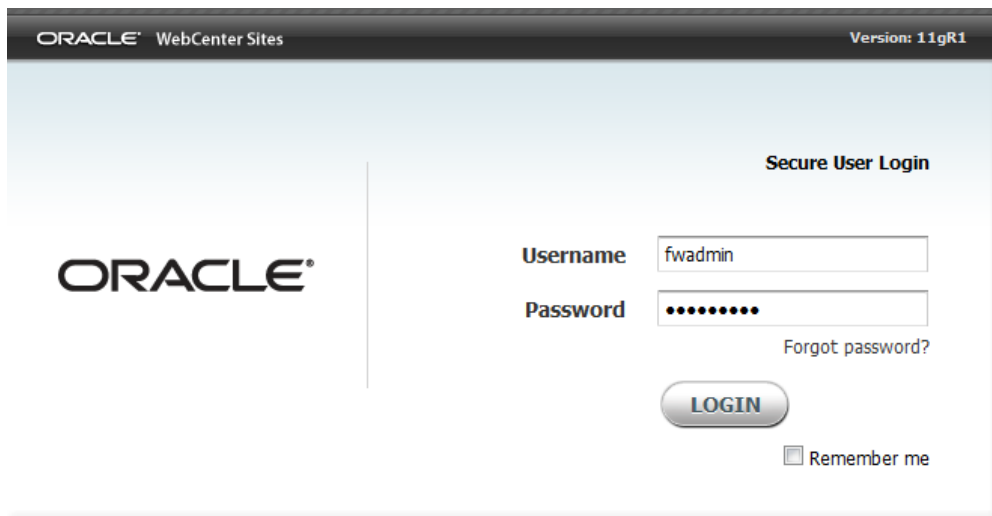 ORACLE® WebCenter Sites
Version: 11gR1
Secure User Login
ORACLE®
Username fwadmin
Password •••••••••
Forgot password?
LOGIN
Remember me